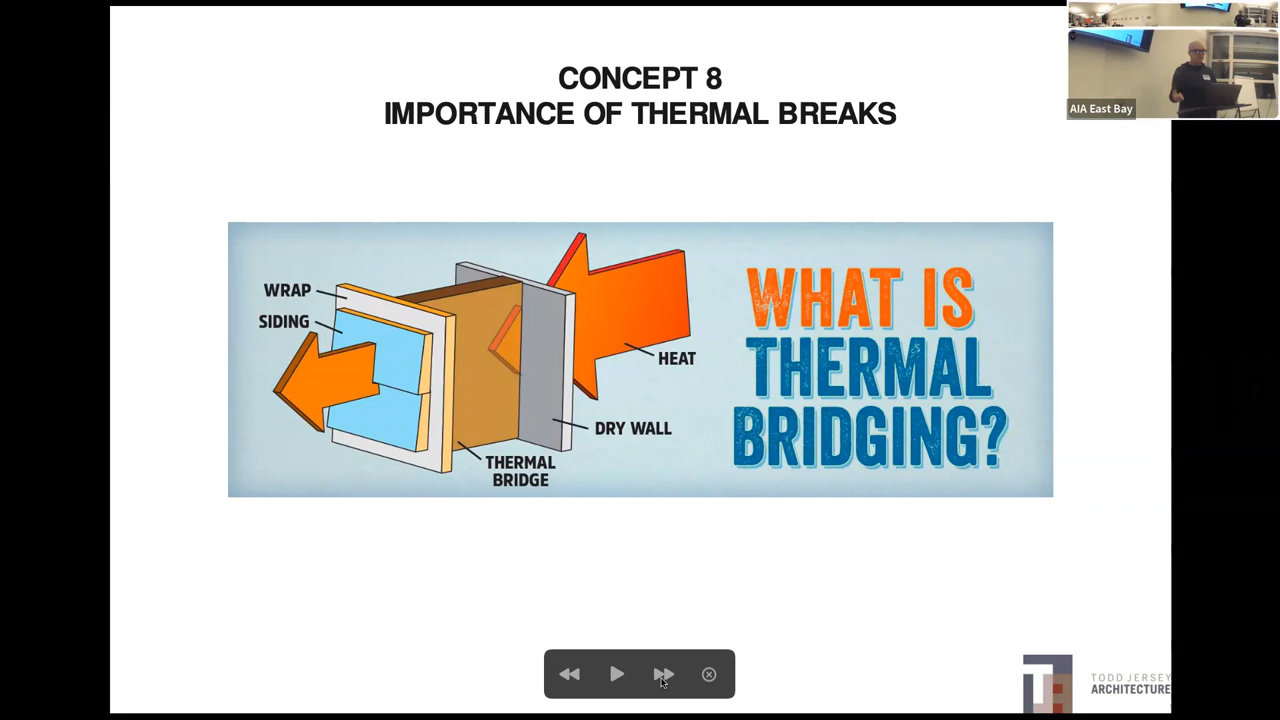 CONCEPT 8
IMPORTANCE OF THERMAL BREAKS
AIA East Bay
WRAP
SIDING
HEAT
DRY WALL
THERMAL
BRIDGE
WHAT IS
THERMAL
BRIDGING?
TODD JERSEY
ARCHITECTURE